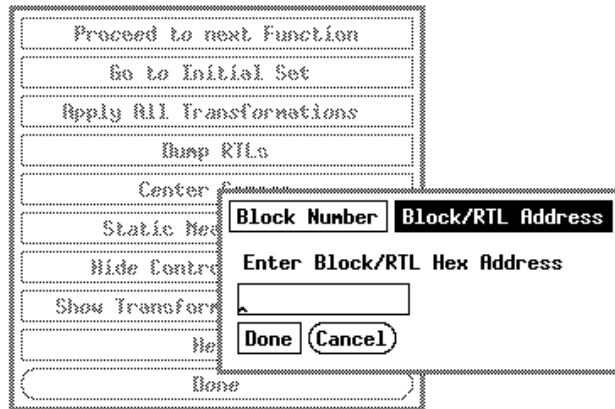 Proceed to next Function
Go to Initial Set
Apply All Transformations
Dump RTLs
Center
Static
Block Number Block/RTL Address
Hide
Enter Block/RTL Hex Address
Show
Done Cancel
Done